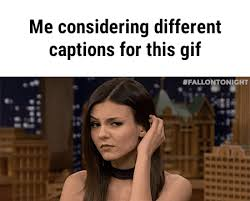 Me considering different
captions for this gif
#FALLONTONIGHT